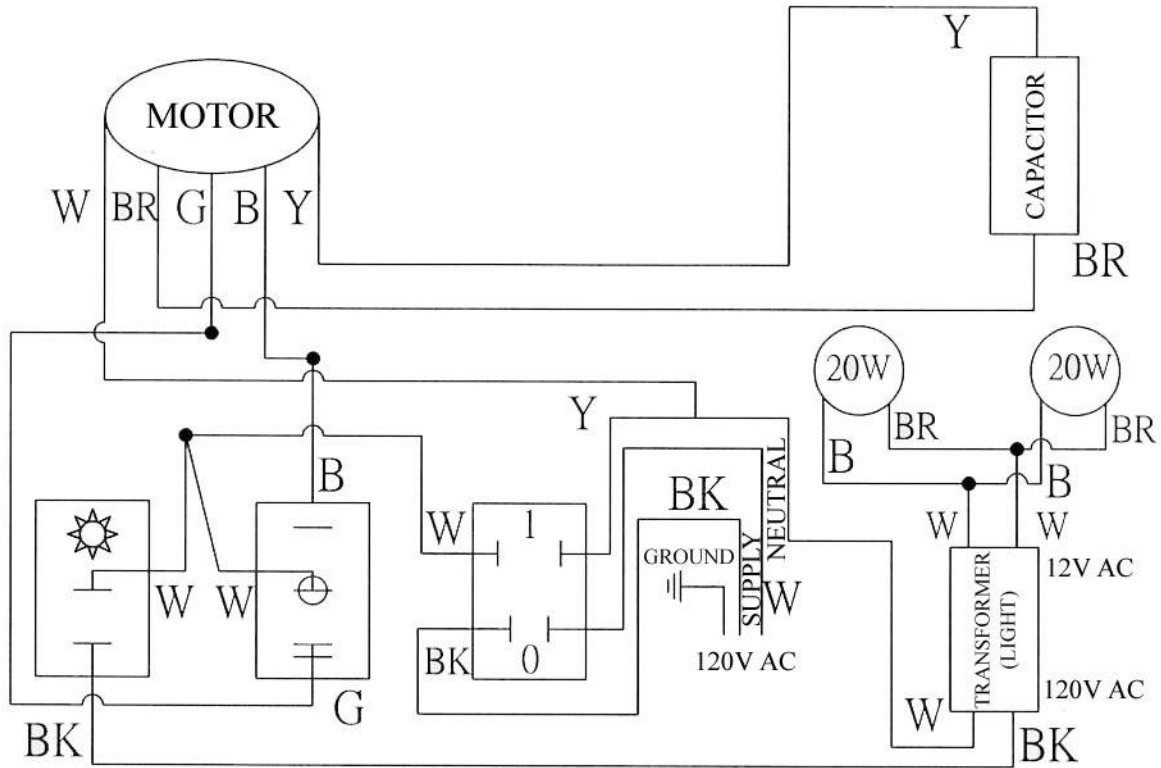 Y
MOTOR
CAPACITOR
W BR G B Y
BR
20W 20W
Y
BR BR
B B
B
BK
NEUTRAL
W
1
W W
GROUND
SUPPLY
12V AC
W W
W
TRANSFORMER
(LIGHT)
BK
0
120V AC
120V AC
G
W
BK
BK